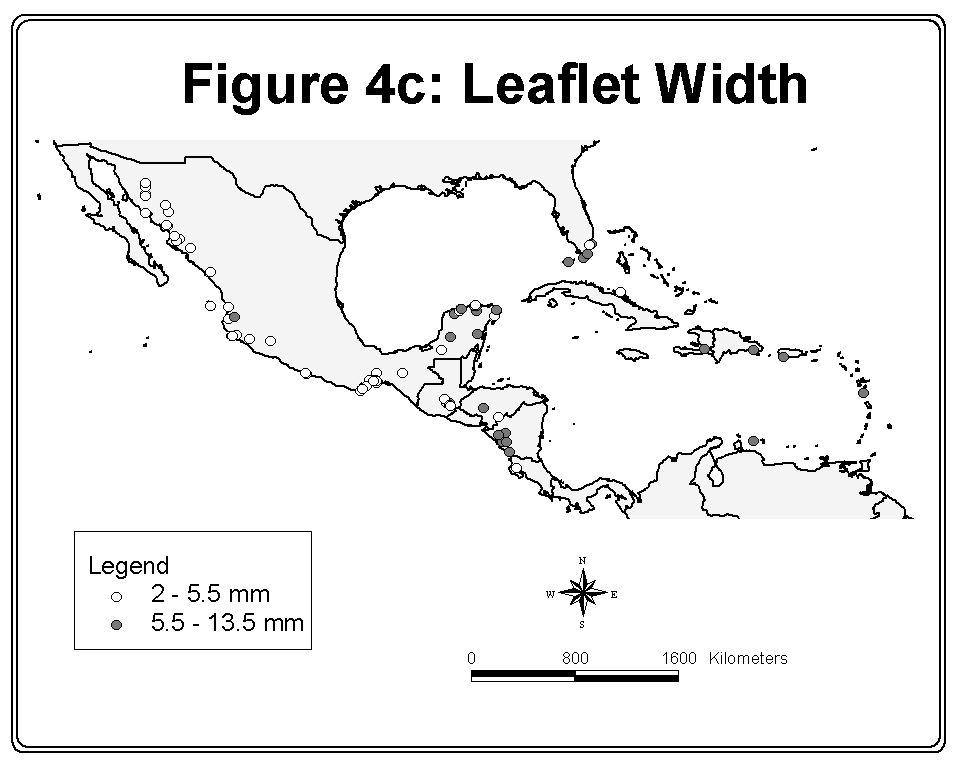 Figure 4c: Leaflet Width
Legend
2 - 5.5 mm
5.5 - 13.5 mm
N
W E
S
0 800 1600 Kilometers